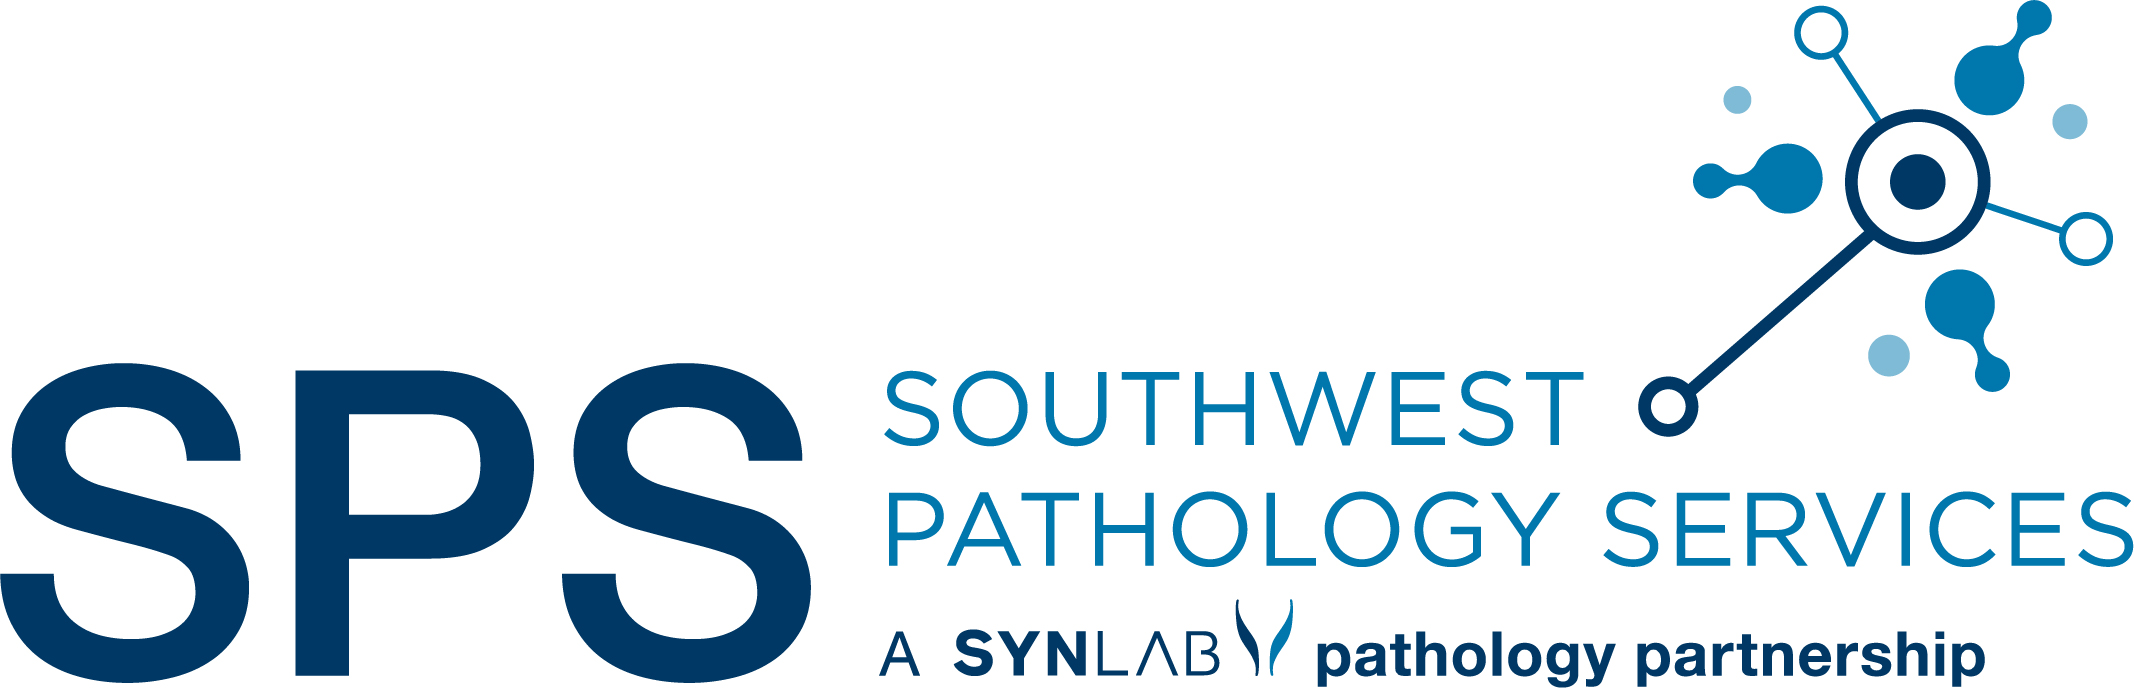 SPS
SOUTHWEST
PATHOLOGY SERVICES
A SYNLAB pathology partnership